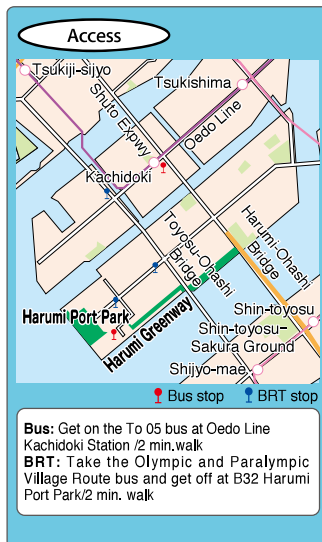 Access
Tsukiji-sijyo
Tsukishima
Shuto Expwy
Oedo Line
Kachidoki
Toyosu-Ohashi
Bridge
Harumi-Ohashi
Bridge
Harumi Port Park
Harumi Greenway
Shin-toyosu
Shin-toyosu-
Sakura Ground
Shijyo-mae
Bus stop
BRT stop
Bus: Get on the To 05 bus at Oedo Line
Kachidoki Station /2 min.walk
BRT: Take the Olympic and Paralympic
Village Route bus and get off at B32 Harumi
Port Park/2 min. walk